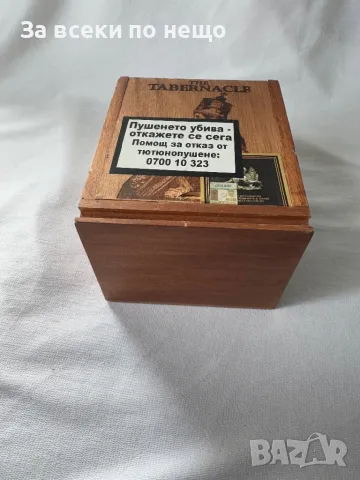 За всеки по нещо
THE
TABERNACLE
Пушенето убива -
откажете се сега
Помощ за отказ от
тютюнопушене:
0700 10 323
BAZAR